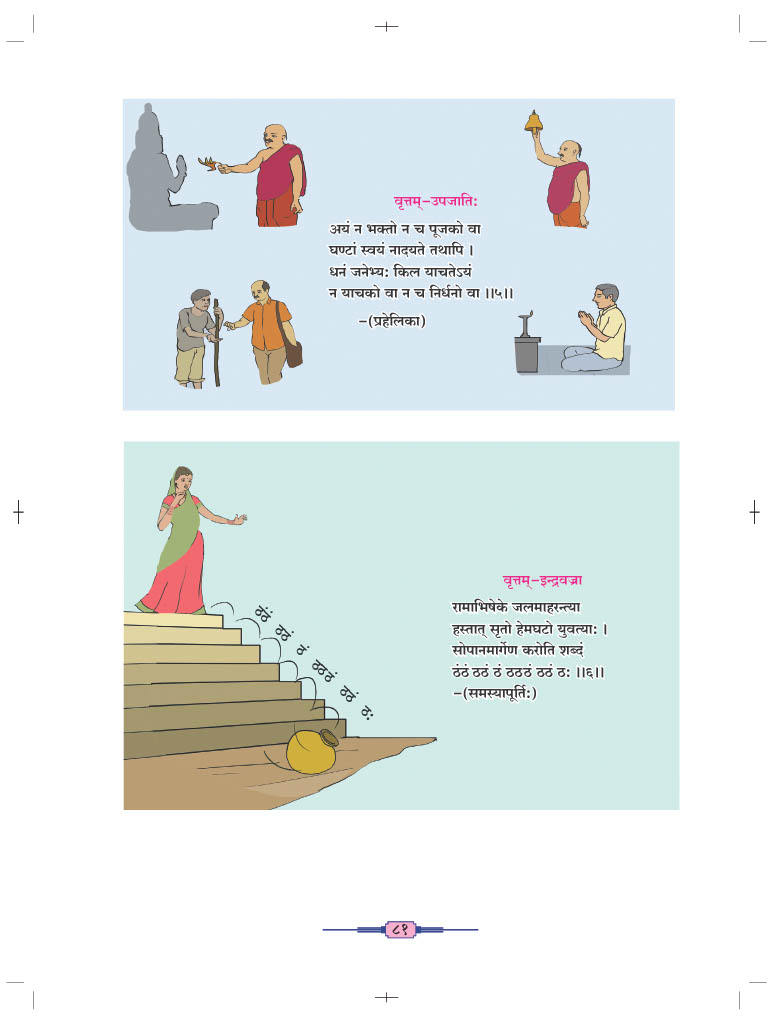 वृत्तम्-उपजातिः
अयं न भक्तो न च पूजको वा
घण्टां स्वयं नादयते तथापि ।
धनं जनेभ्यः किल याचतेऽयं
न याचको वा न च निर्धनो वा ।।५।।
-(प्रहेलिका)
वृत्तम्-इन्द्रवज्रा
रामाभिषेके जलमाहरन्त्या
हस्तात् सृतो हेमघटो युवत्याः ।
सोपानमार्गेण करोति शब्दं
ठंठं ठठं ठं ठठठं ठठं ठः ।।६।।
-(समस्यापूर्तिः)
ठंठं ठठं ठं ठठठं ठठं ठः
८१